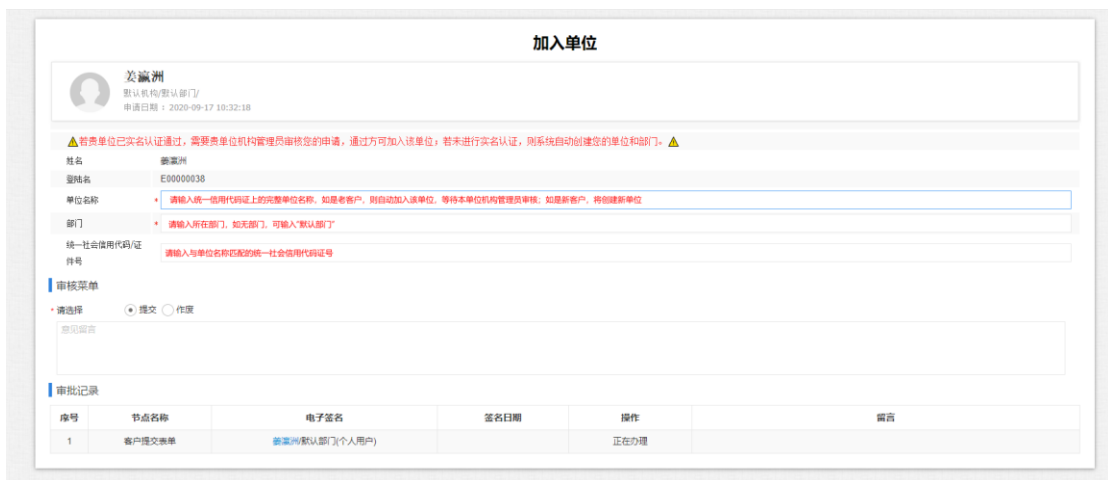 加入单位
姜瀛洲
默认机构/默认部门/
申请日期：2020-09-17 10:32:18
若贵单位已实名认证通过，需要贵单位机构管理员审核您的申请，通过方可加入该单位；若未进行实名认证，则系统自动创建您的单位和部门。
姓名 姜瀛洲
登陆名 E00000038
单位名称 * 请输入统一信用代码证上的完整单位名称，如是老客户，则自动加入该单位，等待本单位机构管理员审核；如是新客户，将创建新单位
部门 * 请输入所在部门，如无部门，可输入"默认部门"
统一社会信用代码/证
件号 请输入与单位名称匹配的统一社会信用代码证号
审核菜单
* 请选择 提交 作废
意见留言
审批记录
序号 节点名称 电子签名 签名日期 操作 留言
1 客户提交表单 姜瀛洲/默认部门(个人用户) 正在办理